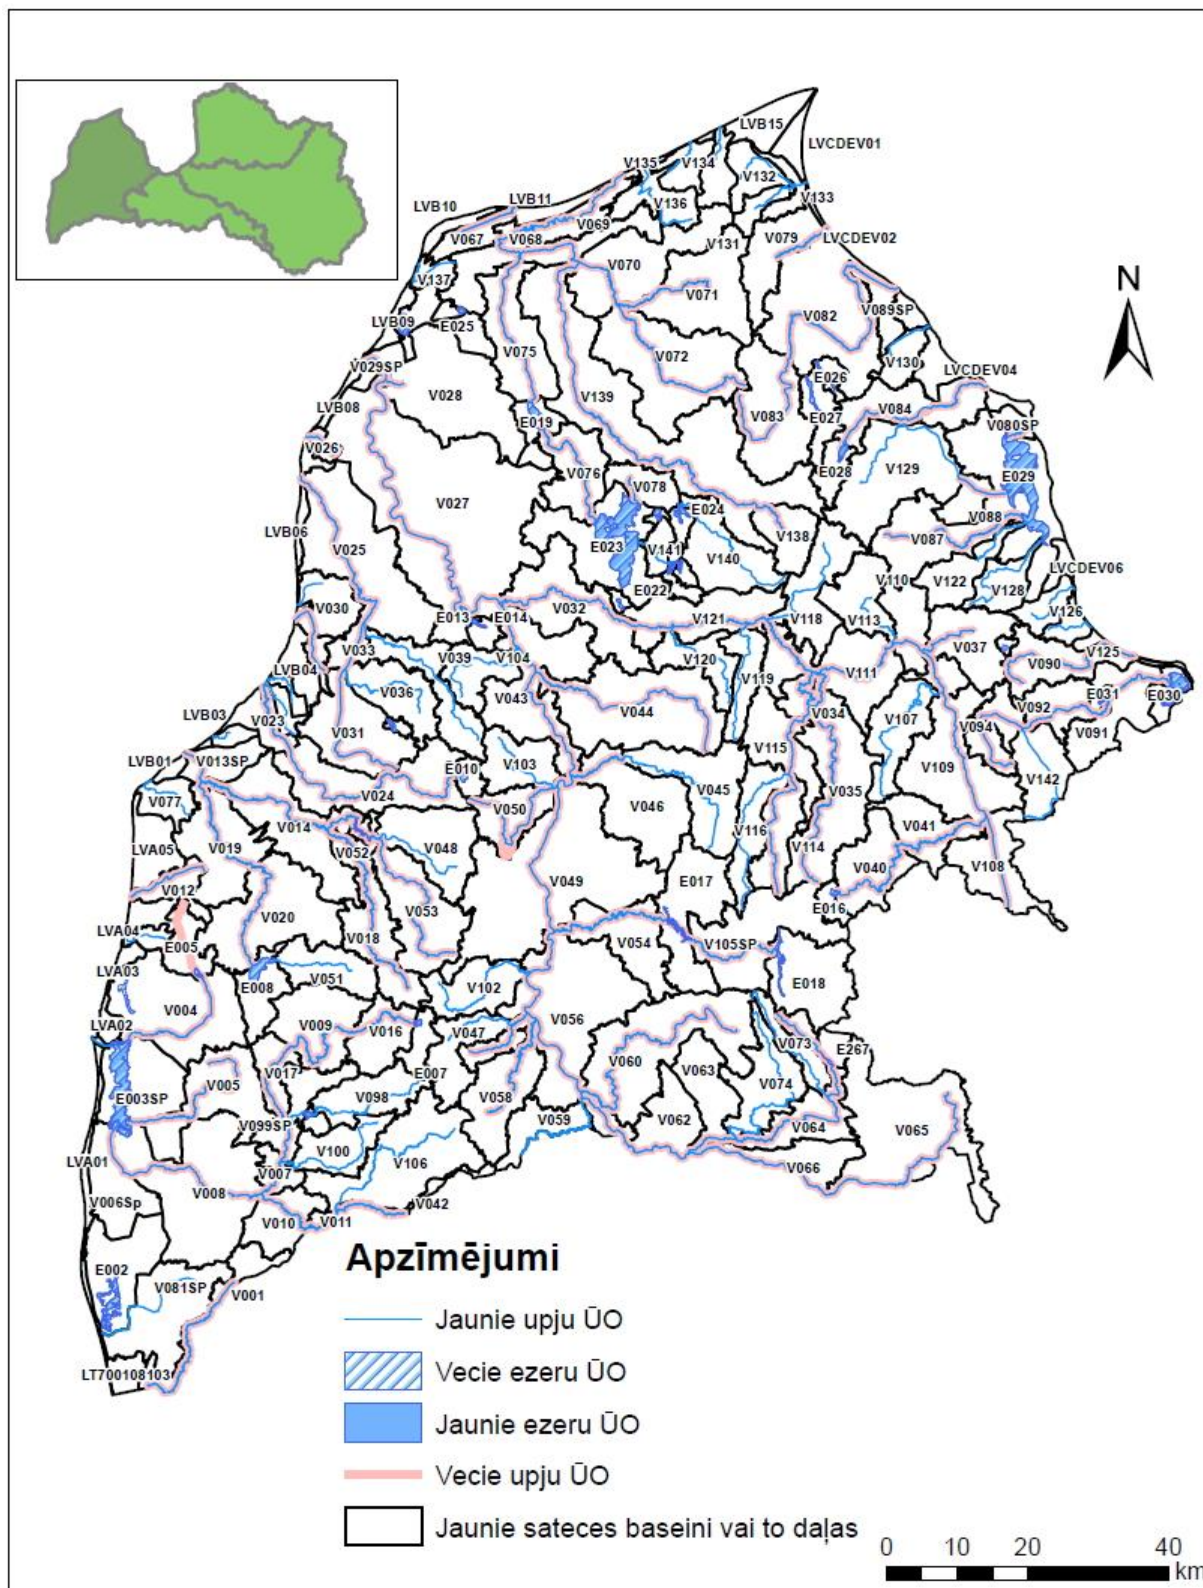 LVB15
LVCDEV01
V135
V134
V132
V133
LVB10
LVB11
V136
V069
V067
V068
V131
V079
LVCDEV02
V137
V070
V071
N
LVB09
E025
V082
V089SP
V075
V072
V130
V029SP
V028
E026
LVCDEV04
LVB08
V139
V083
E027
V084
V080SP
V026
E019
E028
V129
E029
V076
V078
V027
E024
V088
LVB06
V025
E023
V141
V140
V138
V087
LVCDEV06
V030
E022
V110
V122
V128
V126
E013
E014
V032
V121
V118
V113
V033
V039
V104
V120
V119
V111
V037
V090
V125
LVB04
V036
V043
V044
V034
V107
V094
V092
E031
E030
LVB03
V023
V031
V115
V091
LVB01
V013SP
E010
V103
V109
V142
V077
V024
V050
V046
V045
V035
V014
V116
V041
LVA05
V019
V052
V048
V114
V040
V108
V012
V049
E017
E016
V020
V053
LVA04
E005
V018
V054
V105SP
LVA03
E008
V051
V102
E018
V004
LVA02
V009
V016
V047
V056
V073
E267
V005
V017
E007
V060
V063
V074
E003SP
V098
V058
V099SP
V059
V062
V064
V065
V100
V106
LVA01
V007
V066
V006Sp
V008
V042
V010
V011
E002
V081SP
V001
LT700108103
Apzīmējumi
Jaunie upju ŪO
Vecie ezeru ŪO
Jaunie ezeru ŪO
Vecie upju ŪO
Jaunie sateces baseini vai to daļas
0 10 20 40
km